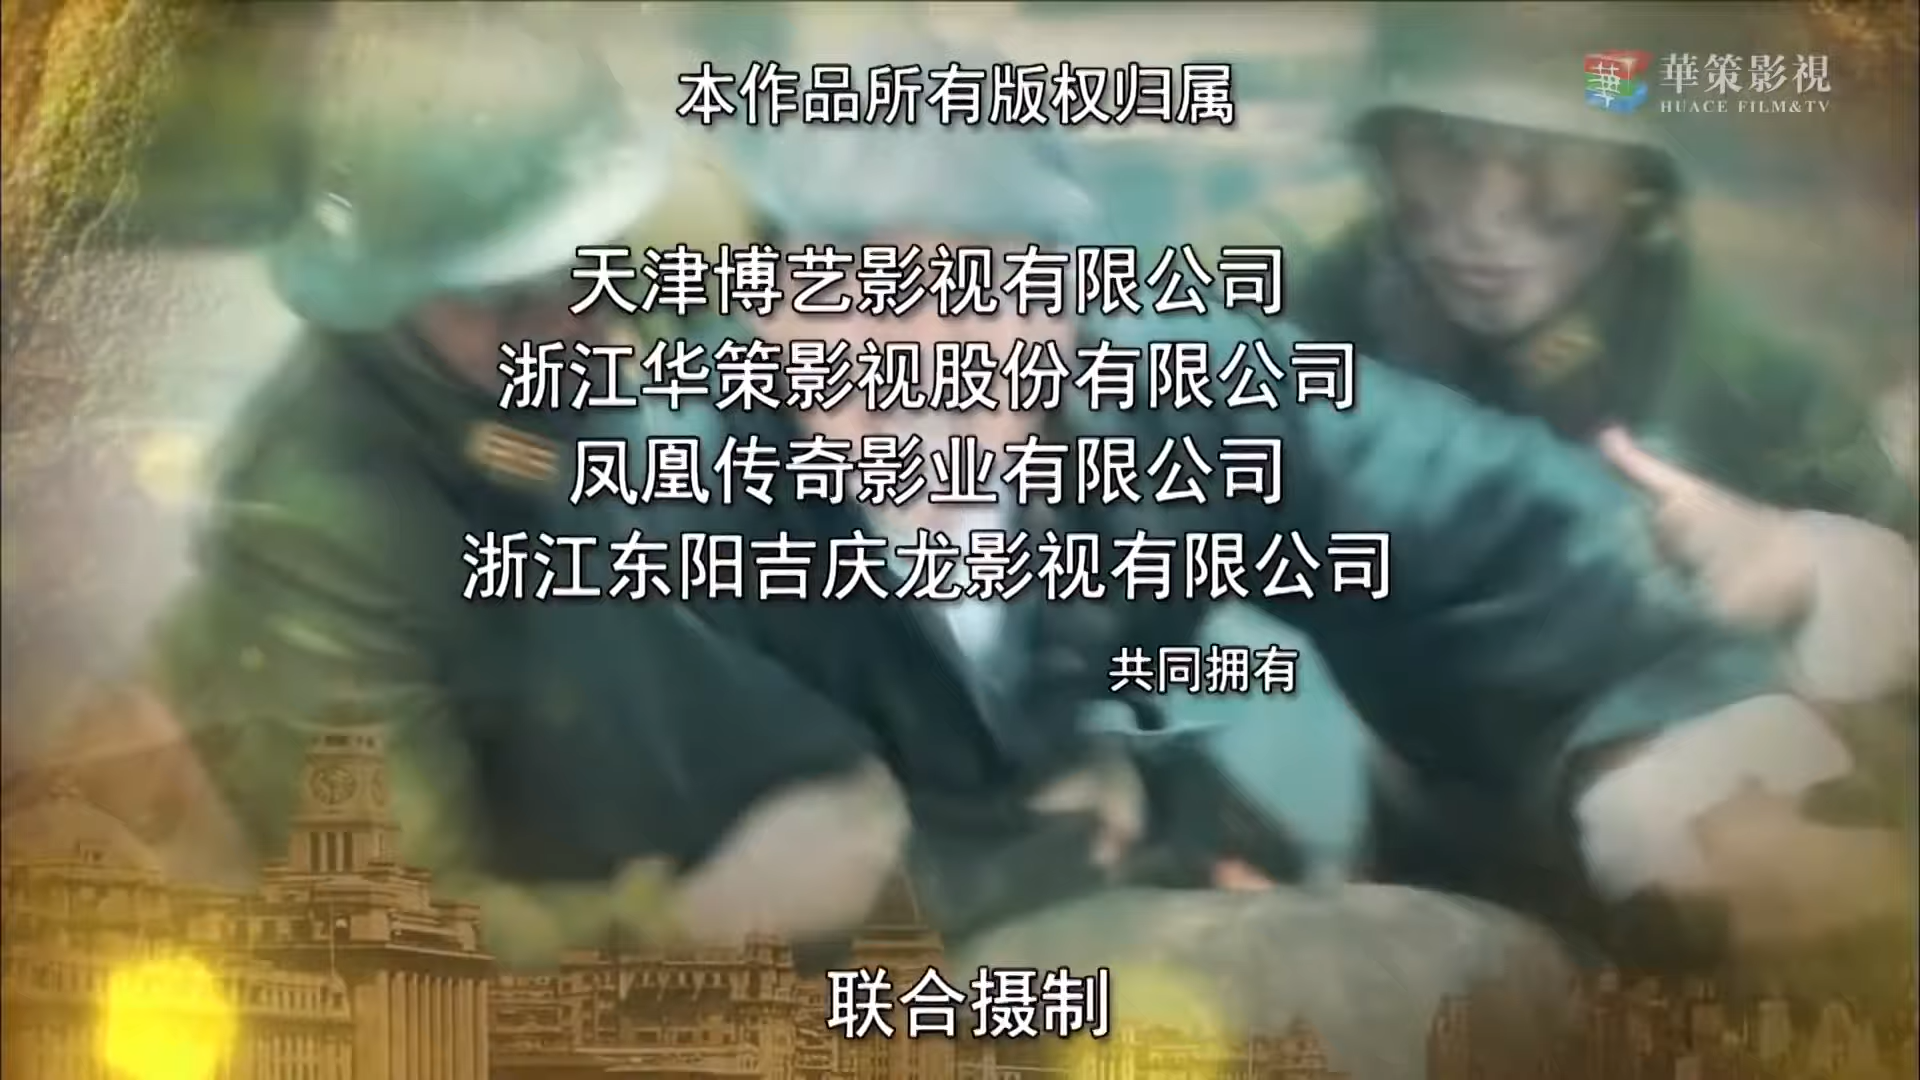 本作品所有版权归属
華策影視
HUACE FILM&TV
天津博艺影视有限公司
浙江华策影视股份有限公司
凤凰传奇影业有限公司
浙江东阳吉庆龙影视有限公司
共同拥有
联合摄制